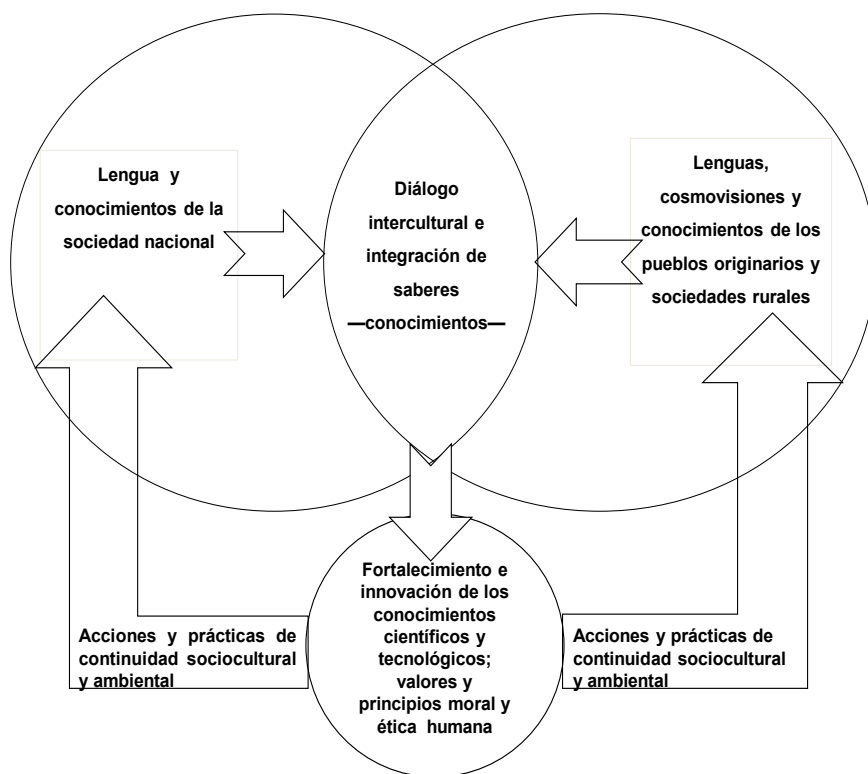 Lengua y
conocimientos de la
sociedad nacional
Diálogo
intercultural e
integración de
saberes
—conocimientos—
Lenguas,
cosmovisiones y
conocimientos de los
pueblos originarios y
sociedades rurales
Fortalecimiento e
innovación de los
conocimientos
científicos y
tecnológicos;
valores y
principios moral y
ética humana
Acciones y prácticas de
continuidad sociocultural
y ambiental
Acciones y prácticas de
continuidad sociocultural
y ambiental